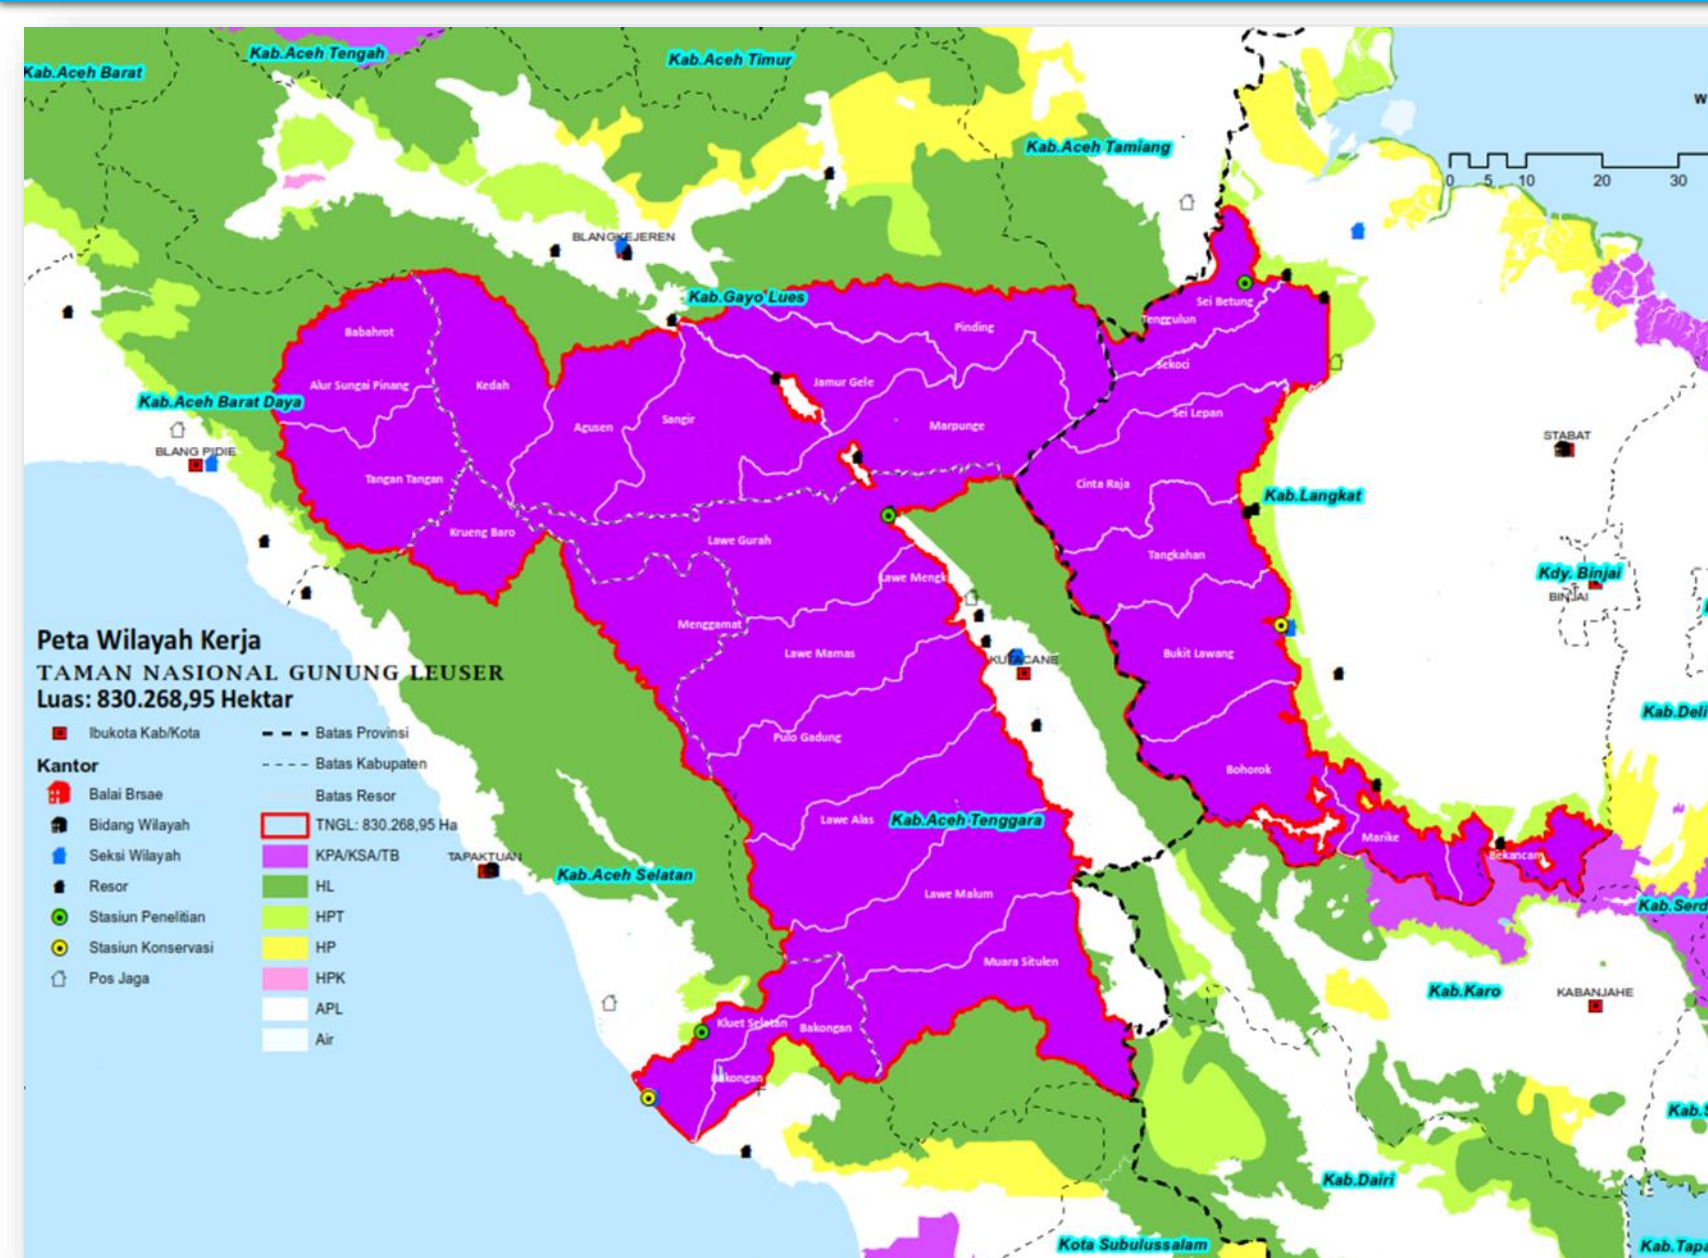 Kab.Aceh Barat
Kab.Aceh Tengah
Kab.Aceh Timur
Kab.Aceh Tamiang
W
0 5 10 20 30
BLANGKEJEREN
Kab.Gayo Lues
Sei Betung
Tenggulun
Pinding
Babahrot
Sekoci
Alur Sungai Pinang
Kedah
Jamur Gele
Kab.Aceh Barat Daya
Sei Lepan
Agusen
Sangir
Marpunge
BLANG PIDIE
STABAT
Tangan Tangan
Cinta Raja
Kab.Langkat
Krueng Baro
Lawe Gurah
Tangkahan
Lawe Mengk
Kdy. Binjai
BINJAI
Menggamat
Lawe Mamas
KUTACANE
Bukit Lawang
Peta Wilayah Kerja
TAMAN NASIONAL GUNUNG LEUSER
Luas: 830.268,95 Hektar
Ibukota Kab/Kota
Batas Provinsi
Kantor
Batas Kabupaten
Balai Brsae
Batas Resor
Bidang Wilayah
TNGL: 830.268,95 Ha
Seksi Wilayah
KPA/KSA/TB
Resor
HL
Stasiun Penelitian
HPT
Stasiun Konservasi
HP
Pos Jaga
HPK
APL
Air
Kab.Deli
Pulo Gadung
Bohorok
Lawe Alas
Kab.Aceh Tenggara
Marike
Bekancan
TAPAKTUAN
Kab.Aceh Selatan
Lawe Malum
Kab.Serd
Muara Situlen
Kab.Karo
KABANJAHE
Kluet Selatan
Bakongan
Bakongan
Kab.S
Kab.Dairi
Kota Subulussalam
Kab.Tap